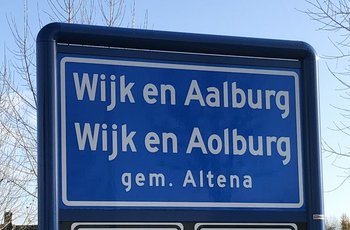 Wijk en Aalburg
Wijk en Aolburg
gem. Altena